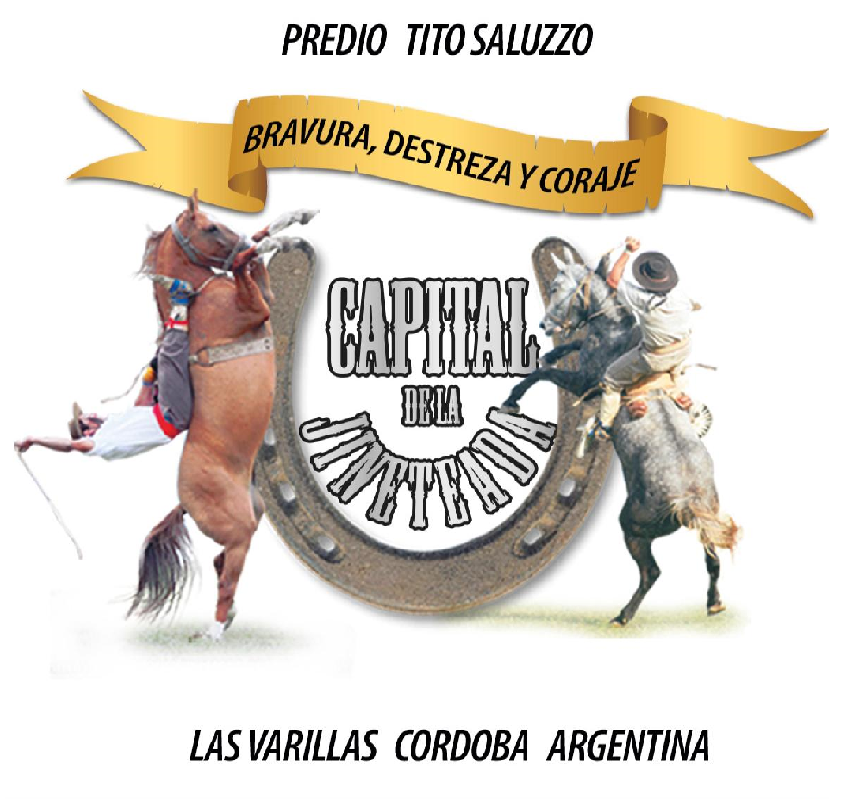 PREDIO TITO SALUZZO
BRAVURA, DESTREZA Y CORAJE
CAPITAL
DE LA
JINETEADA
LAS VARILLAS CORDOBA ARGENTINA